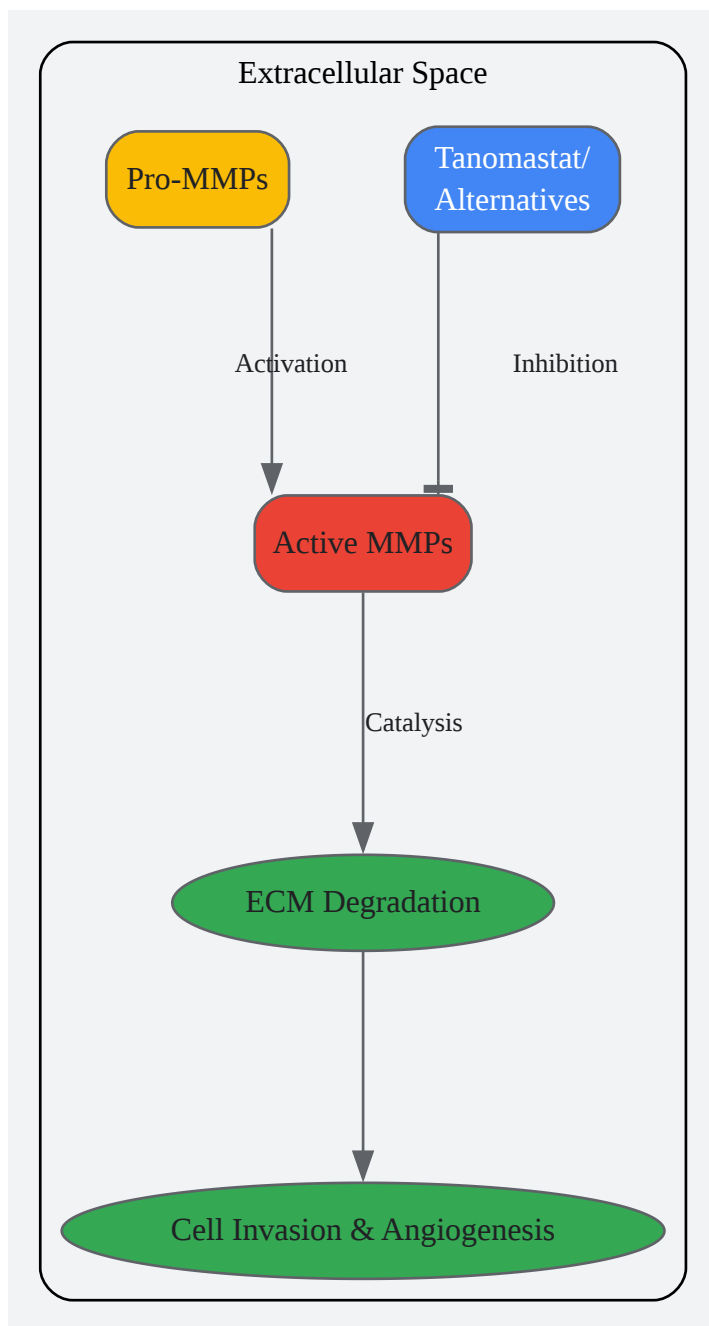 Extracellular Space
Pro-MMPs
Tanomastat/
Alternatives
Activation
Inhibition
Active MMPs
Catalysis
ECM Degradation
Cell Invasion & Angiogenesis